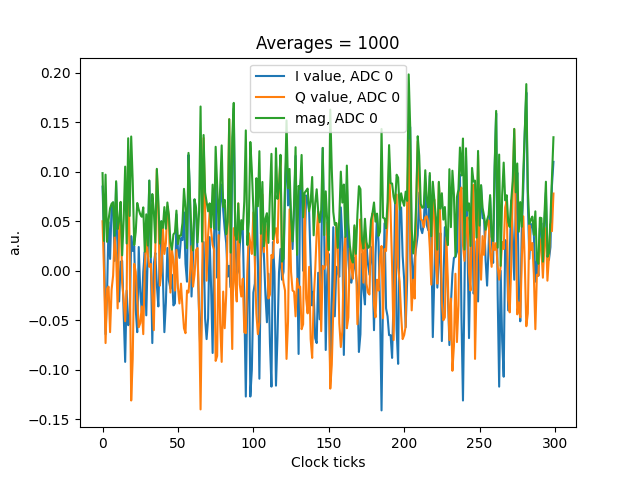 Averages = 1000
I value, ADC 0
Q value, ADC 0
mag, ADC 0
0.20
0.15
0.10
0.05
0.00
−0.05
−0.10
−0.15
a.u.
0 50 100 150 200 250 300
Clock ticks